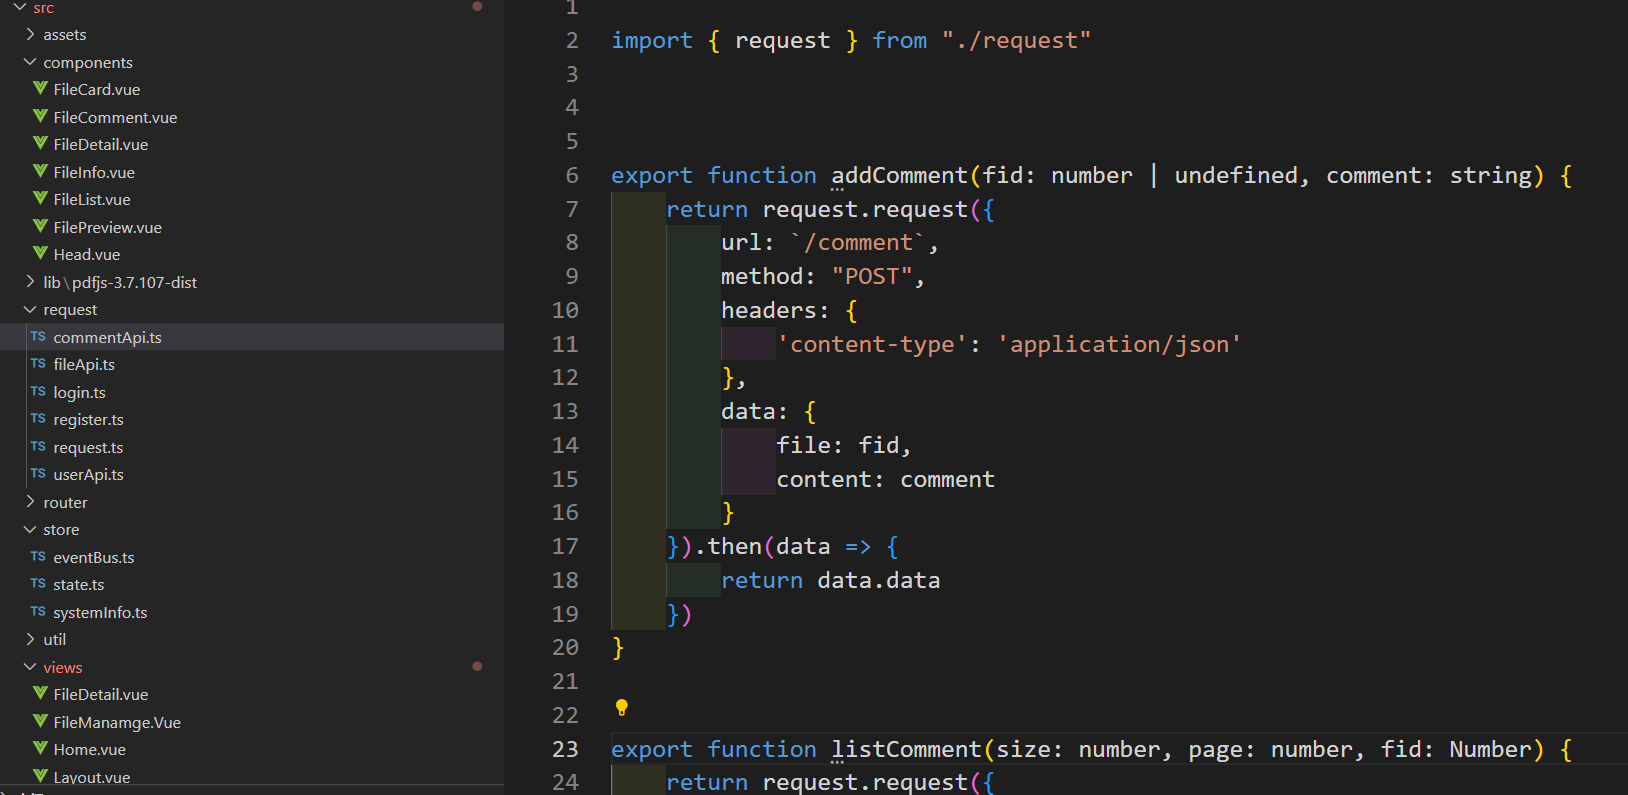 src
assets
components
FileCard.vue
FileComment.vue
FileDetail.vue
FileInfo.vue
FileList.vue
FilePreview.vue
Head.vue
lib\pdfjs-3.7.107-dist
request
TS commentApi.ts
TS fileApi.ts
TS login.ts
TS register.ts
TS request.ts
TS userApi.ts
router
store
TS eventBus.ts
TS state.ts
TS systemInfo.ts
util
views
FileDetail.vue
FileManamge.Vue
Home.vue
Layout.vue
1
2 import { request } from "./request"
3
4
5
6 export function addComment(fid: number | undefined, comment: string) {
7 return request.request({
8 url: `/comment`,
9 method: "POST",
10 headers: {
11 'content-type': 'application/json'
12 },
13 data: {
14 file: fid,
15 content: comment
16 }
17 }).then(data => {
18 return data.data
19 })
20 }
21
22
23 export function listComment(size: number, page: number, fid: Number) {
24 return request.request({